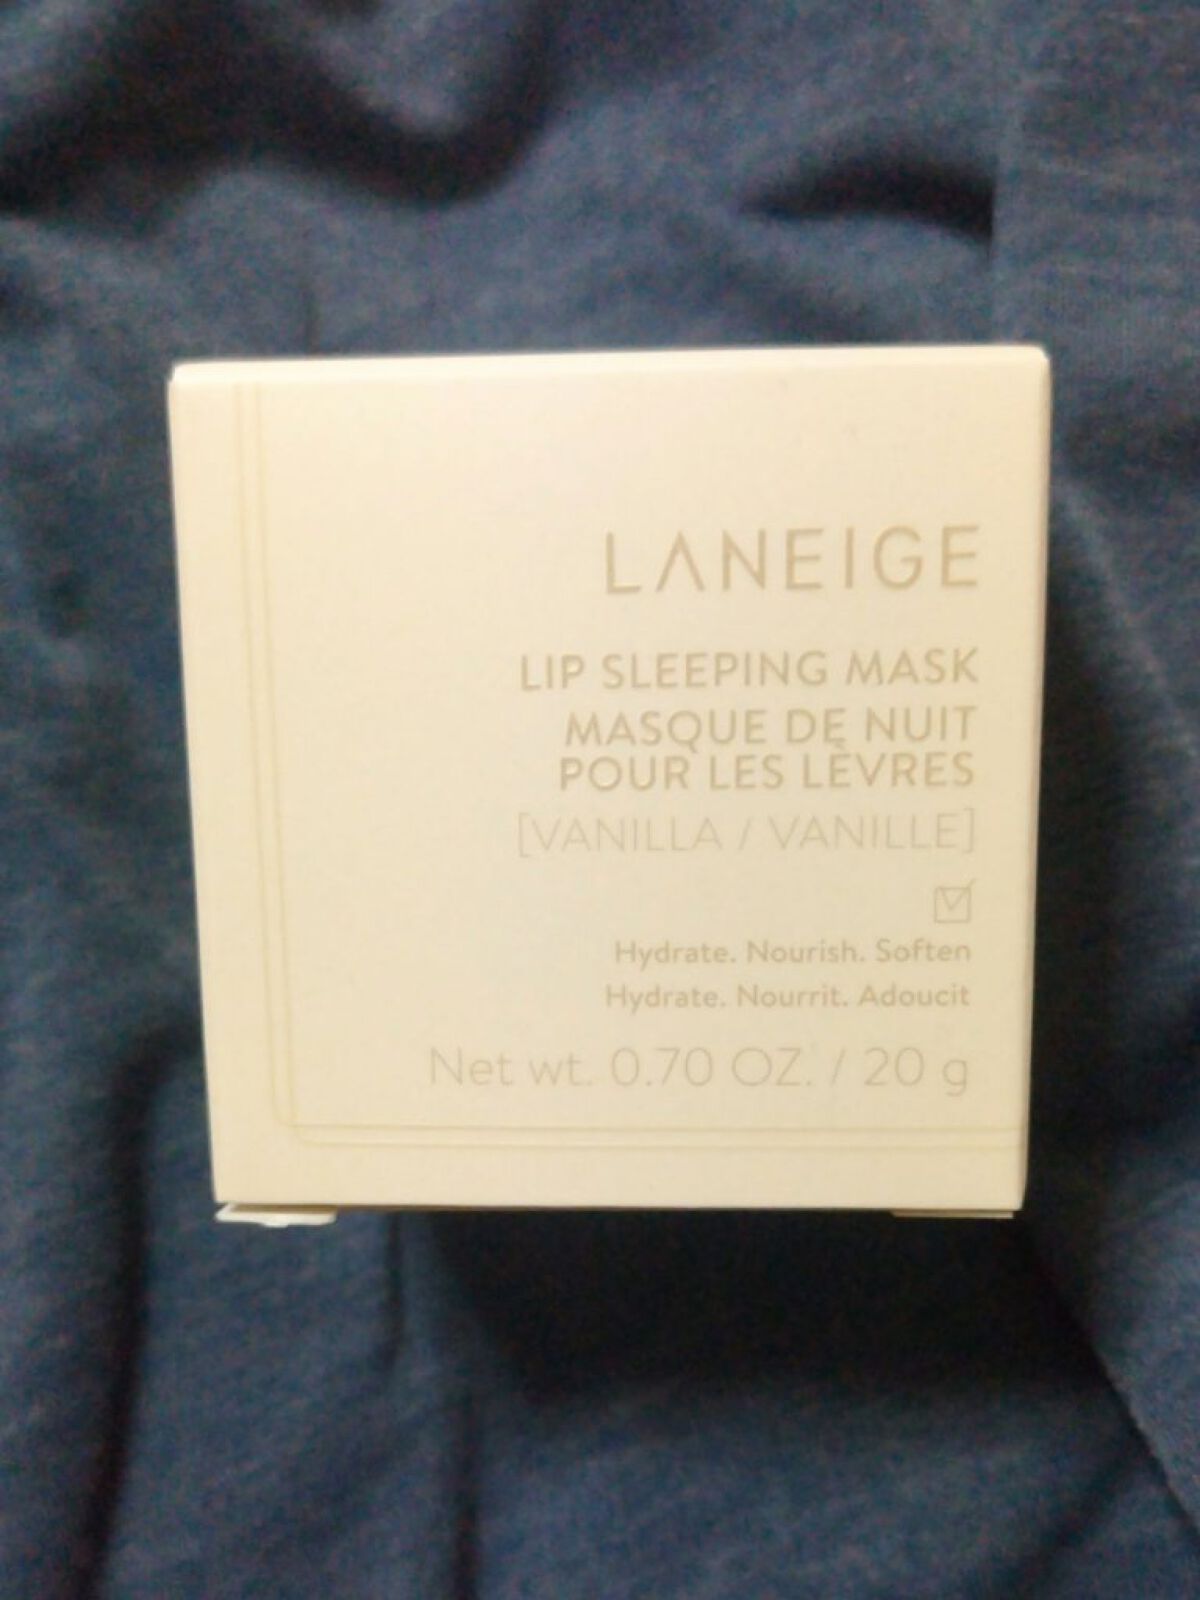 LANEIGE
LIP SLEEPING MASK
MASQUE DE NUIT
POUR LES LÈVRES
[VANILLA / VANILLE]
Hydrate. Nourish. Soften
Hydrate. Nourrit. Adoucit
Net wt. 0.70 OZ. / 20 g